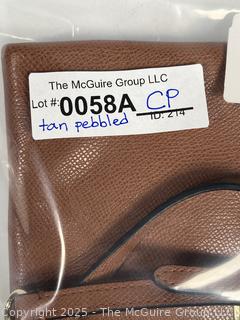 The McGuire Group LLC
Lot #: 0058A CP
tan pebbled ID: 214
Copyright 2025 - The McGuire Group LLC